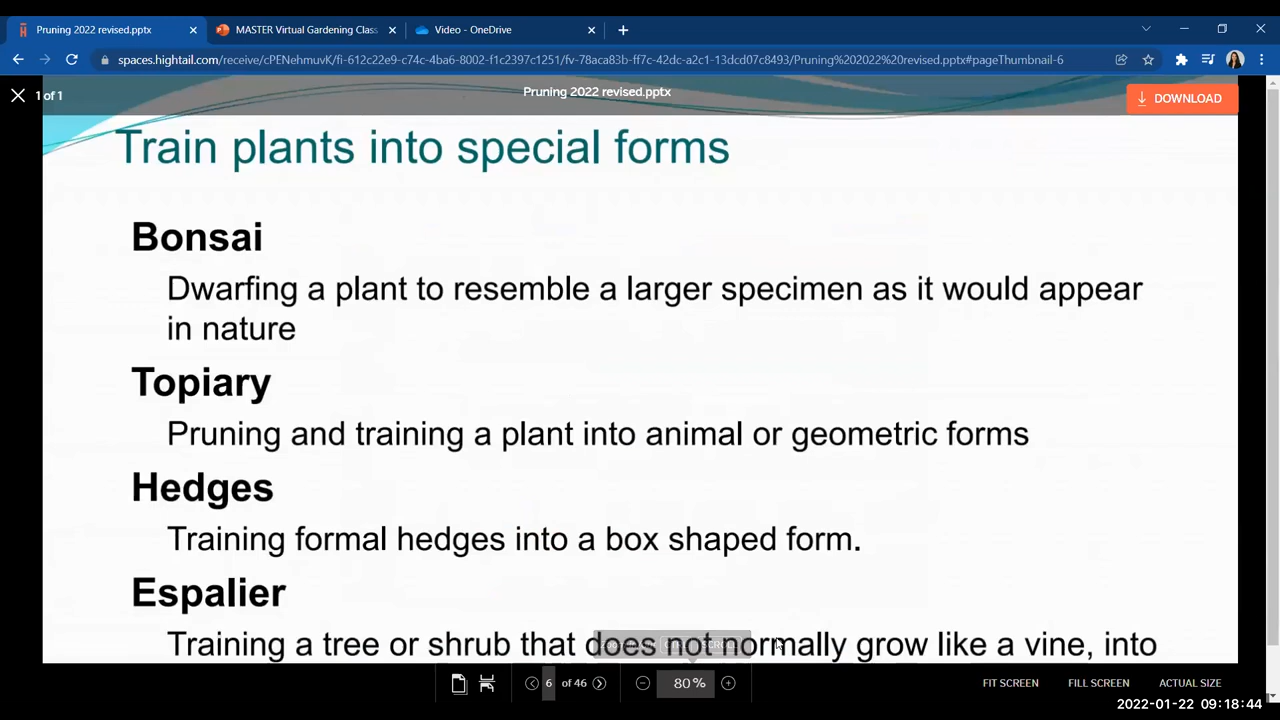 Pruning 2022 revised.pptx
MASTER Virtual Gardening Class
Video - OneDrive
spaces.hightail.com/receive/cPENehmuvK/fi-612c22e9-c74c-4ba6-8002-f1c2397c1251/fv-78aca83b-ff7c-42dc-a2c1-13dcd07c8493/Pruning%202022%20revised.pptx#pageThumbnail-6
1 of 1
Pruning 2022 revised.pptx
DOWNLOAD
Train plants into special forms
Bonsai
Dwarfing a plant to resemble a larger specimen as it would appear
in nature
Topiary
Pruning and training a plant into animal or geometric forms
Hedges
Training formal hedges into a box shaped form.
Espalier
Training a tree or shrub that does not normally grow like a vine, into
6 of 46
80 %
FIT SCREEN
FILL SCREEN
ACTUAL SIZE
2022-01-22 09:18:44